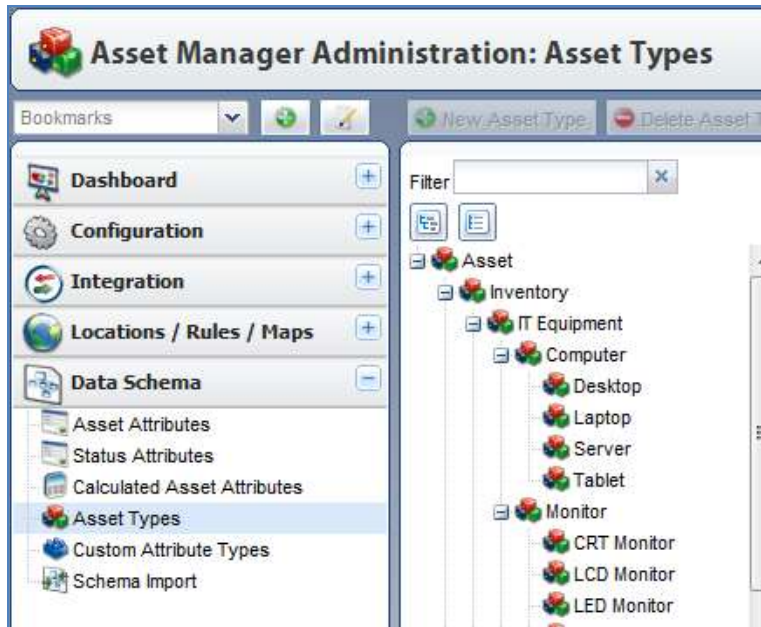 Asset Manager Administration: Asset Types
Bookmarks
New Asset Type
Delete Asset
Dashboard
Configuration
Integration
Locations / Rules / Maps
Data Schema
Asset Attributes
Status Attributes
Calculated Asset Attributes
Asset Types
Custom Attribute Types
Schema Import
Filter
Asset
Inventory
IT Equipment
Computer
Desktop
Laptop
Server
Tablet
Monitor
CRT Monitor
LCD Monitor
LED Monitor